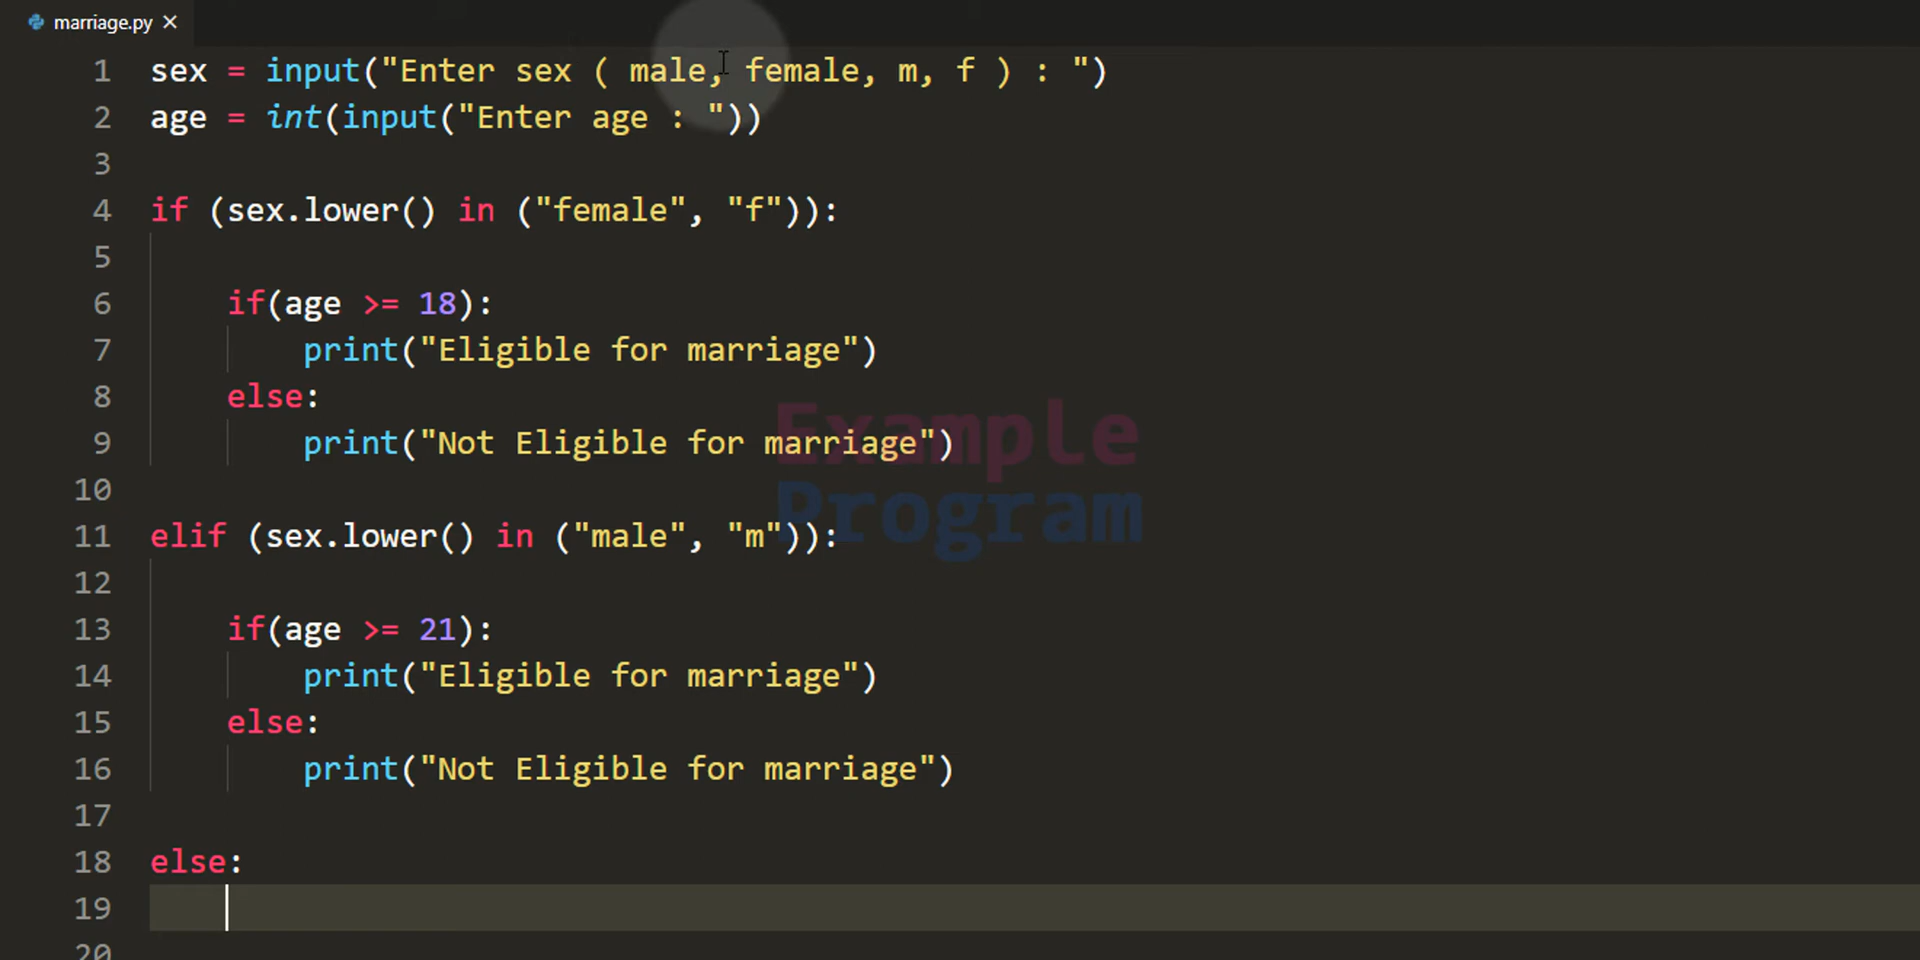 marriage.py ×
1 sex = input("Enter sex ( male, female, m, f ) : ")
2 age = int(input("Enter age : "))
3
4 if (sex.lower() in ("female", "f")):
5
6     if(age >= 18):
7         print("Eligible for marriage")
8     else:
9         print("Not Eligible for marriage")
10
11 elif (sex.lower() in ("male", "m")):
12
13     if(age >= 21):
14         print("Eligible for marriage")
15     else:
16         print("Not Eligible for marriage")
17
18 else:
19
20
Example
Program